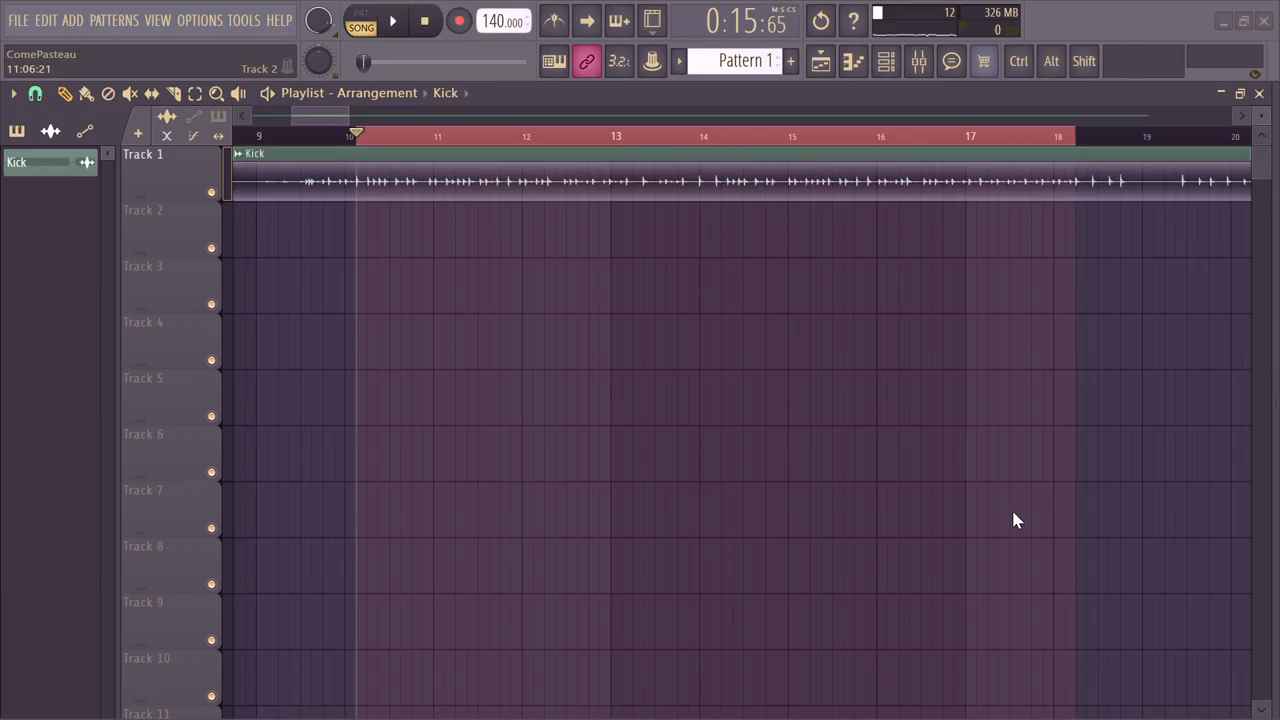 FILE EDIT ADD PATTERNS VIEW OPTIONS TOOLS HELP
PAT
SONG
140.000
3.2:
0:15:65
M:S:CS
12
326 MB
0
ComePasteau
11:06:21
Track 2
Pattern 1
Ctrl
Alt
Shift
Playlist - Arrangement
Kick
9
10
11
12
13
14
15
16
17
18
19
20
Kick
Track 1
Kick
Track 2
Track 3
Track 4
Track 5
Track 6
Track 7
Track 8
Track 9
Track 10
Track 11